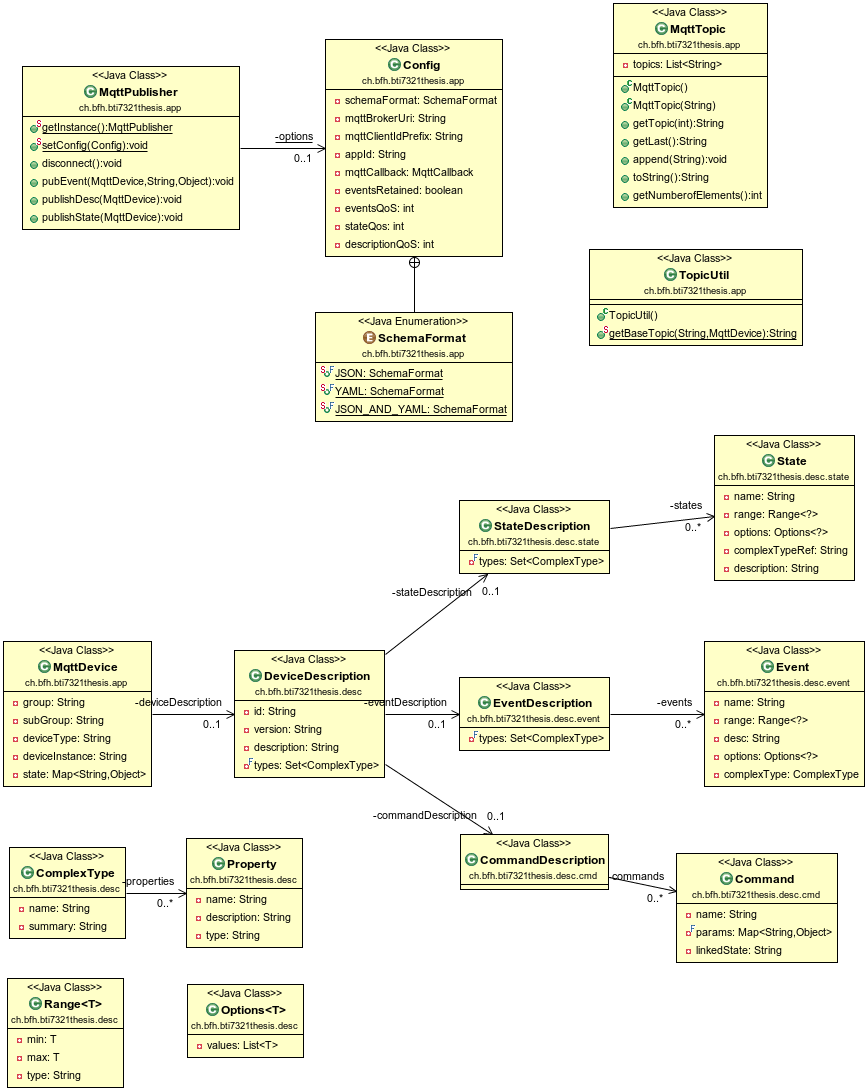 <<Java Class>>
MqttPublisher
ch.bfh.bti7321thesis.app
getInstance():MqttPublisher
setConfig(Config):void
disconnect():void
pubEvent(MqttDevice,String,Object):void
publishDesc(MqttDevice):void
publishState(MqttDevice):void
-options
0..1
<<Java Class>>
Config
ch.bfh.bti7321thesis.app
schemaFormat: SchemaFormat
mqttBrokerUri: String
mqttClientIdPrefix: String
appId: String
mqttCallback: MqttCallback
eventsRetained: boolean
eventsQoS: int
stateQos: int
descriptionQoS: int
<<Java Class>>
MqttTopic
ch.bfh.bti7321thesis.app
topics: List<String>
MqttTopic()
MqttTopic(String)
getTopic(int):String
getLast():String
append(String):void
toString():String
getNumberofElements():int
<<Java Class>>
TopicUtil
ch.bfh.bti7321thesis.app
TopicUtil()
getBaseTopic(String,MqttDevice):String
<<Java Enumeration>>
SchemaFormat
ch.bfh.bti7321thesis.app
JSON: SchemaFormat
YAML: SchemaFormat
JSON_AND_YAML: SchemaFormat
<<Java Class>>
State
ch.bfh.bti7321thesis.desc.state
name: String
range: Range<?>
options: Options<?>
complexTypeRef: String
description: String
<<Java Class>>
StateDescription
ch.bfh.bti7321thesis.desc.state
types: Set<ComplexType>
-states
0..*
-stateDescription
0..1
<<Java Class>>
MqttDevice
ch.bfh.bti7321thesis.app
group: String
subGroup: String
deviceType: String
deviceInstance: String
state: Map<String,Object>
-deviceDescription
0..1
<<Java Class>>
DeviceDescription
ch.bfh.bti7321thesis.desc
id: String
version: String
description: String
types: Set<ComplexType>
-eventDescription
0..1
<<Java Class>>
EventDescription
ch.bfh.bti7321thesis.desc.event
types: Set<ComplexType>
-events
0..*
<<Java Class>>
Event
ch.bfh.bti7321thesis.desc.event
name: String
range: Range<?>
desc: String
options: Options<?>
complexType: ComplexType
-commandDescription
0..1
<<Java Class>>
CommandDescription
ch.bfh.bti7321thesis.desc.cmd
-commands
0..*
<<Java Class>>
Command
ch.bfh.bti7321thesis.desc.cmd
name: String
params: Map<String,Object>
linkedState: String
<<Java Class>>
ComplexType
ch.bfh.bti7321thesis.desc
name: String
summary: String
-properties
0..*
<<Java Class>>
Property
ch.bfh.bti7321thesis.desc
name: String
description: String
type: String
<<Java Class>>
Range<T>
ch.bfh.bti7321thesis.desc
min: T
max: T
type: String
<<Java Class>>
Options<T>
ch.bfh.bti7321thesis.desc
values: List<T>